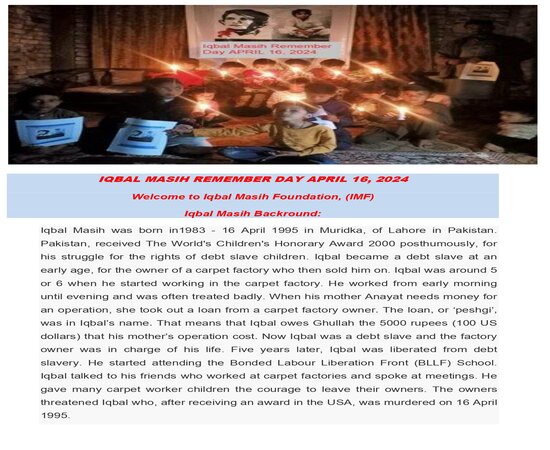 Iqbal Masih Remember
Day APRIL 16, 2024
IQBAL MASIH REMEMBER DAY APRIL 16, 2024
Welcome to Iqbal Masih Foundation, (IMF)
Iqbal Masih Backround:
Iqbal Masih was born in1983 - 16 April 1995 in Muridka, of Lahore in Pakistan.
Pakistan, received The World's Children's Honorary Award 2000 posthumously, for
his struggle for the rights of debt slave children. Iqbal became a debt slave at an
early age, for the owner of a carpet factory who then sold him on. Iqbal was around 5
or 6 when he started working in the carpet factory. He worked from early morning
until evening and was often treated badly. When his mother Anayat needs money for
an operation, she took out a loan from a carpet factory owner. The loan, or ‘peshgi’,
was in Iqbal’s name. That means that Iqbal owes Ghullah the 5000 rupees (100 US
dollars) that his mother’s operation cost. Now Iqbal was a debt slave and the factory
owner was in charge of his life. Five years later, Iqbal was liberated from debt
slavery. He started attending the Bonded Labour Liberation Front (BLLF) School.
Iqbal talked to his friends who worked at carpet factories and spoke at meetings. He
gave many carpet worker children the courage to leave their owners. The owners
threatened Iqbal who, after receiving an award in the USA, was murdered on 16 April
1995.